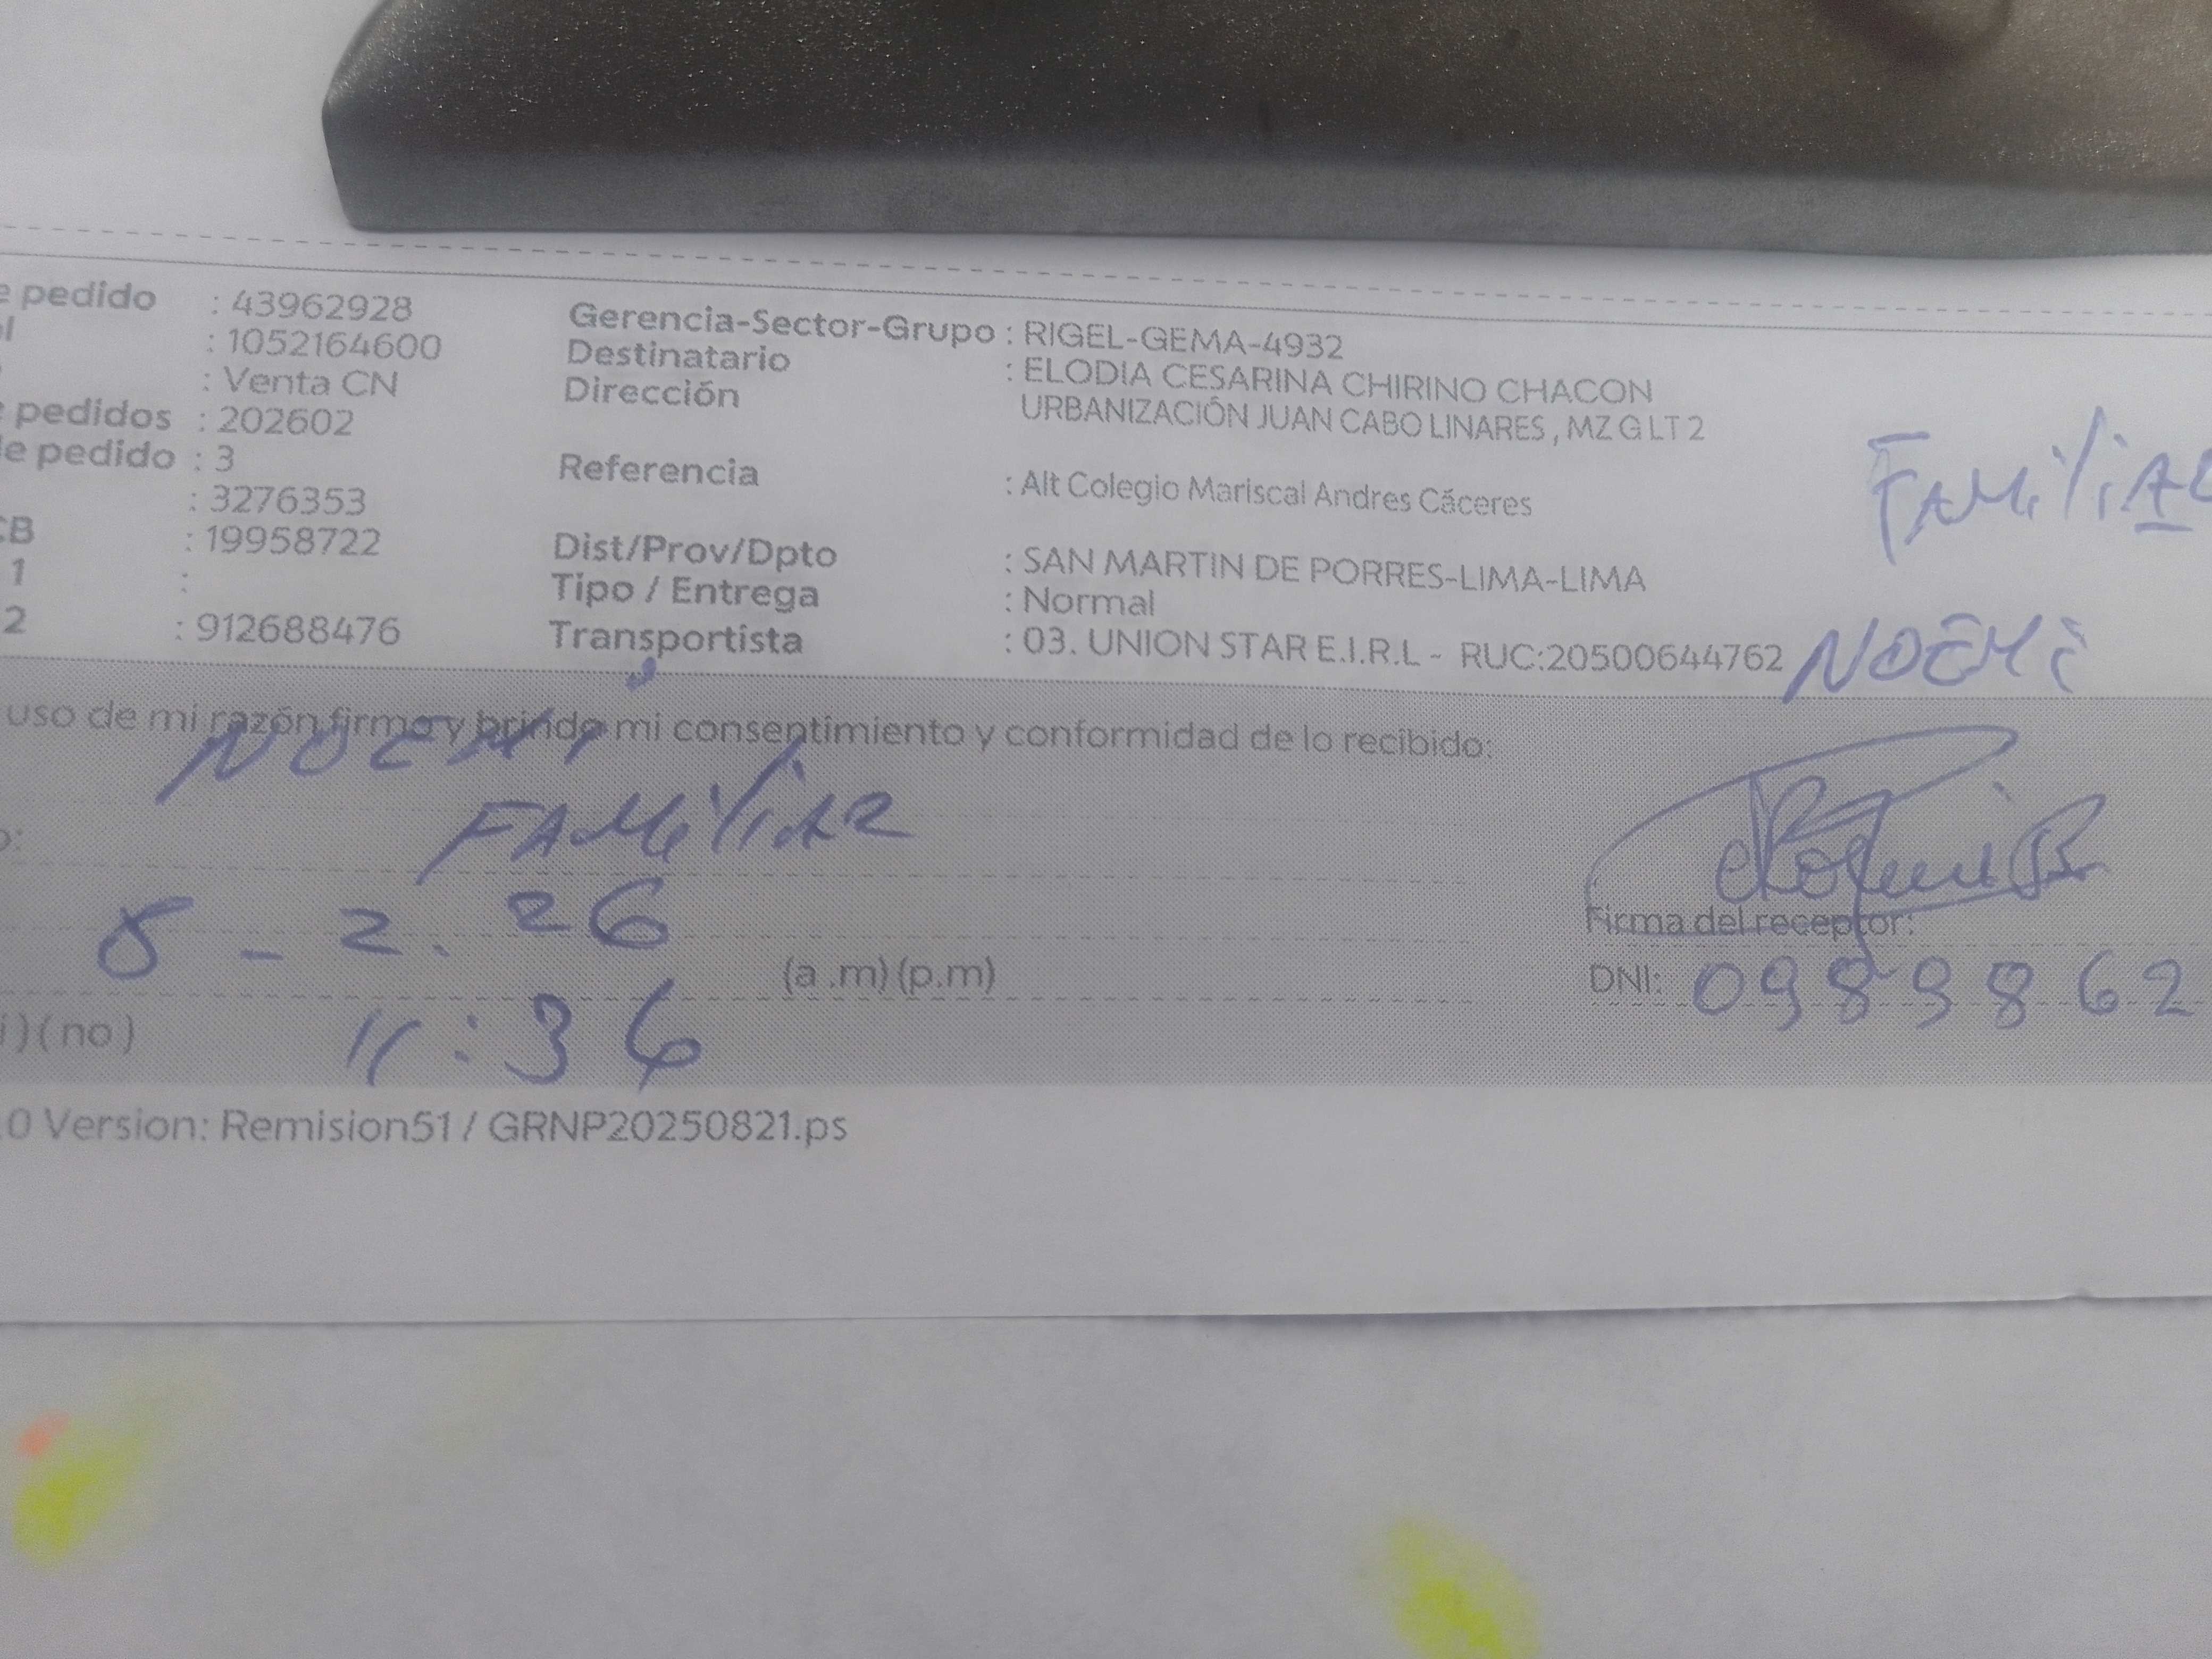 e pedido : 43962928
: 1052164600
: Venta CN
pedidos : 202602
e pedido : 3
: 3276353
CB : 19958722
1 :
2 : 912688476
Gerencia-Sector-Grupo : RIGEL-GEMA-4932
Destinatario : ELODIA CESARINA CHIRINO CHACON
Dirección URBANIZACIÓN JUAN CABO LINARES , MZ G LT 2
Referencia : Alt Colegio Mariscal Andres Cáceres
Dist/Prov/Dpto : SAN MARTIN DE PORRES-LIMA-LIMA
Tipo / Entrega : Normal
Transportista : 03. UNION STAR E.I.R.L - RUC:20500644762
FAMiliAR
NOEMi
uso de mi razón firmo y brindo mi consentimiento y conformidad de lo recibido:
NOEMi
FAMiliAR
o:
8 - 2. 26
(a .m) (p.m)
i ) ( no )
11:36
Firma del receptor:
DNI: 0989862
.0 Version: Remision51 / GRNP20250821.ps